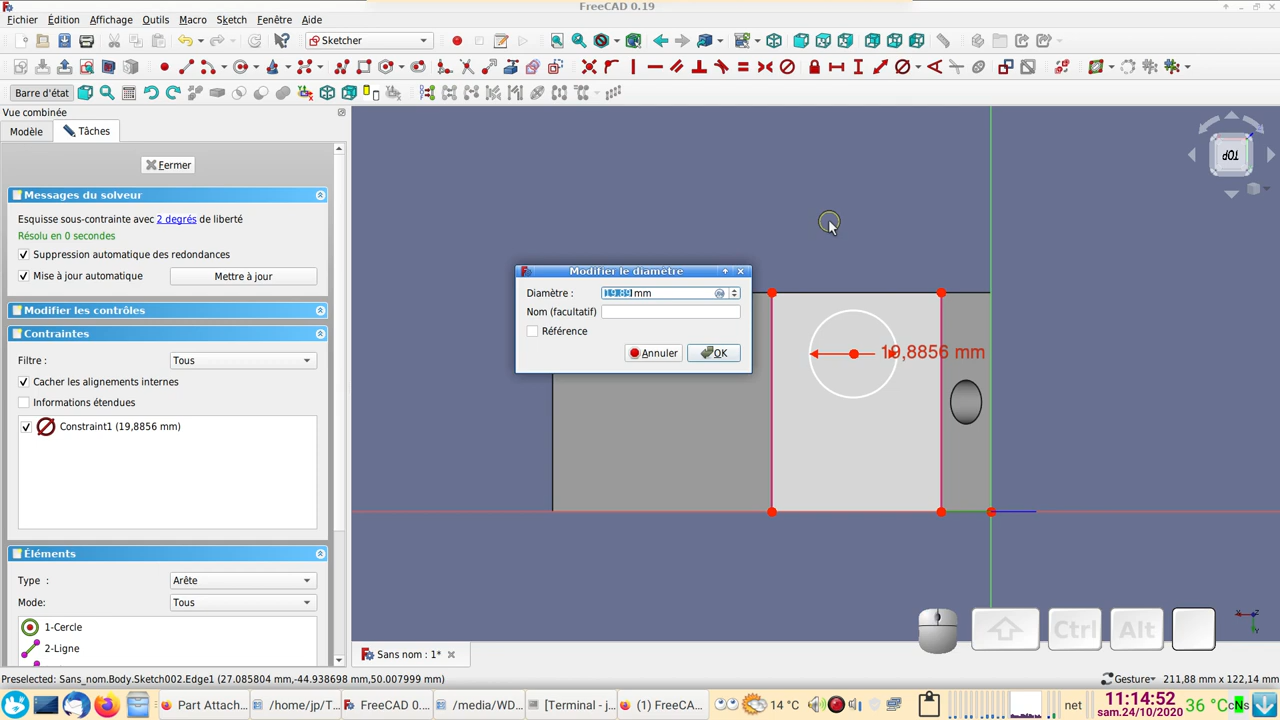 FreeCAD 0.19
Fichier Édition Affichage Outils Macro Sketch Fenêtre Aide
Sketcher
Barre d'état
Vue combinée
Modèle Tâches
Fermer
Messages du solveur
Esquisse sous-contrainte avec 2 degrés de liberté
Résolu en 0 secondes
Suppression automatique des redondances
Mise à jour automatique Mettre à jour
Modifier les contrôles
Contraintes
Filtre : Tous
Cacher les alignements internes
Informations étendues
Constraint1 (19,8856 mm)
Éléments
Type : Arête
Mode: Tous
1-Cercle
2-Ligne
TOP
Modifier le diamètre
Diamètre : 19,89 mm
Nom (facultatif)
Référence
Annuler OK
19,8856 mm
Ctrl Alt
Sans nom : 1*
Preselected: Sans_nom.Body.Sketch002.Edge1 (27.085804 mm,-44.938698 mm,50.007999 mm)
Gesture 211,88 mm x 122,14 mm
Part Attach... /home/jp/T... FreeCAD 0.... /media/WD... [Terminal - j... (1) FreeCA... 14 °C net 11:14:52 36 °C
sam.24/10/2020